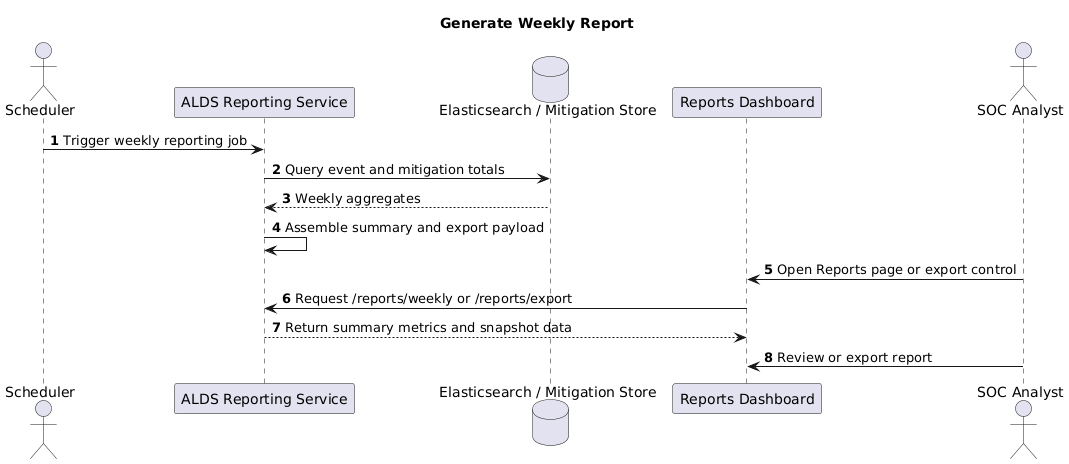 Generate Weekly Report
Scheduler
ALDS Reporting Service
Elasticsearch / Mitigation Store
Reports Dashboard
SOC Analyst
1 Trigger weekly reporting job
2 Query event and mitigation totals
3 Weekly aggregates
4 Assemble summary and export payload
5 Open Reports page or export control
6 Request /reports/weekly or /reports/export
7 Return summary metrics and snapshot data
8 Review or export report
Scheduler
ALDS Reporting Service
Elasticsearch / Mitigation Store
Reports Dashboard
SOC Analyst